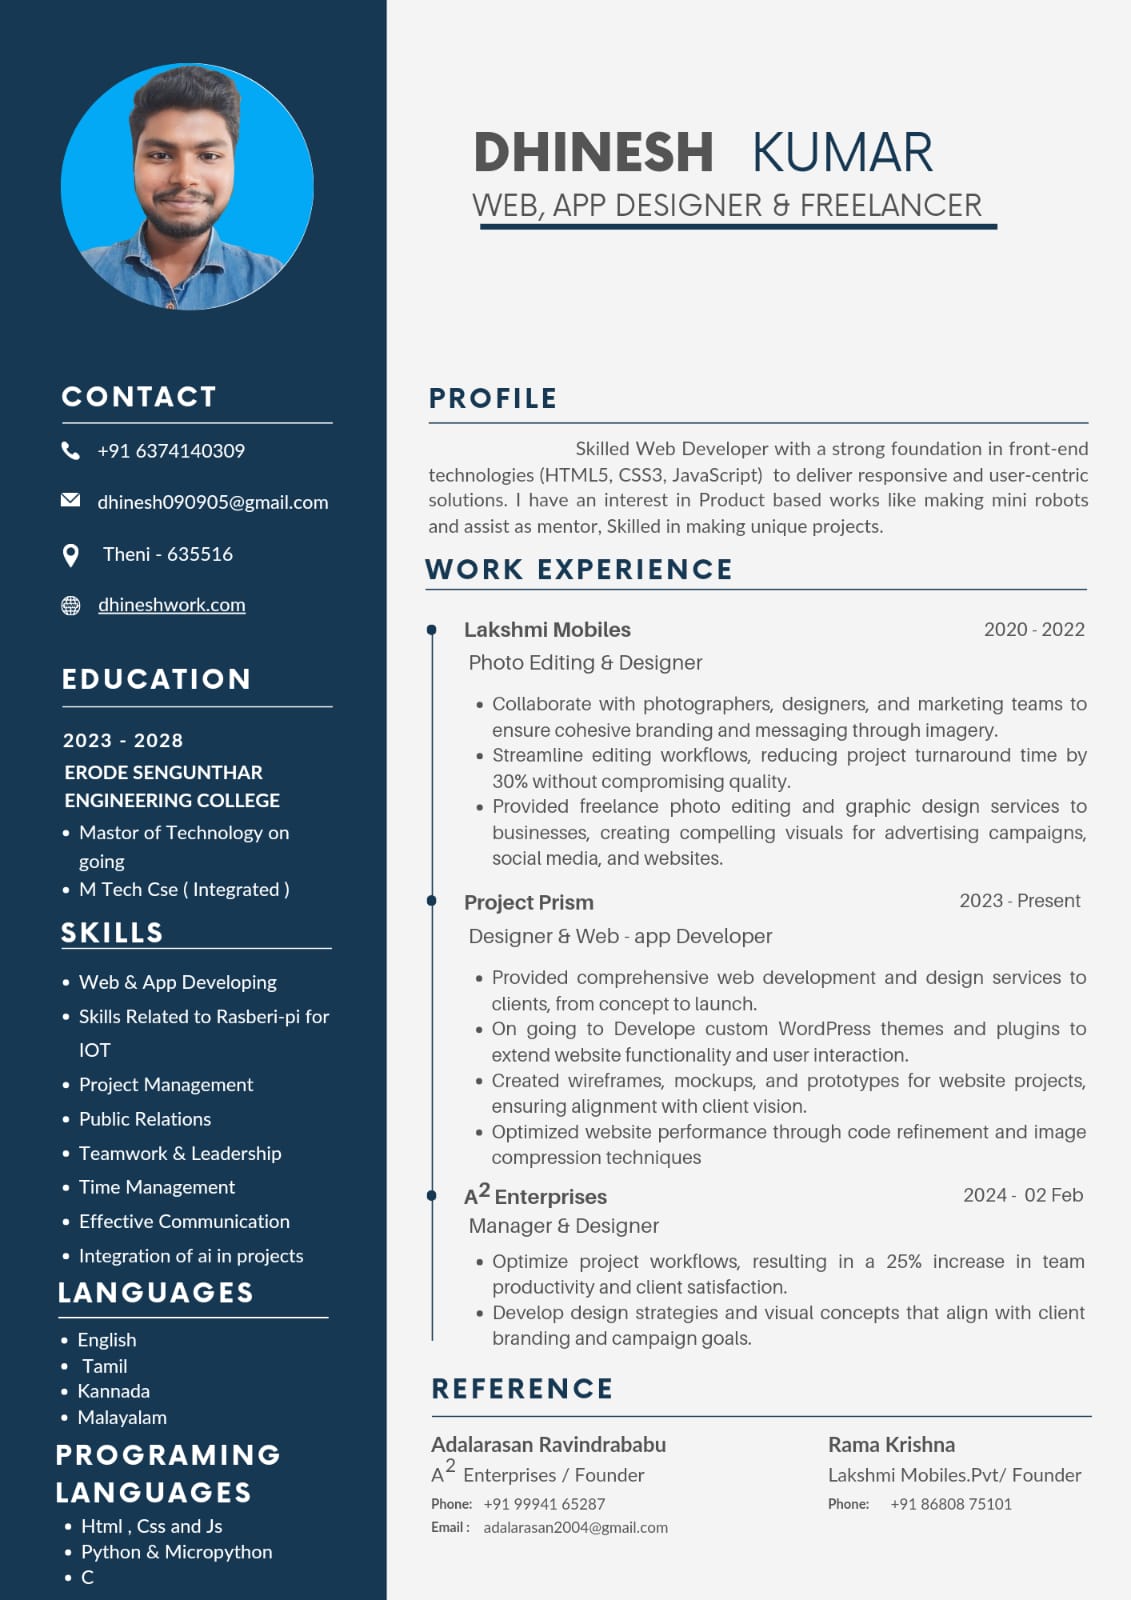 DHINESH KUMAR
WEB, APP DESIGNER & FREELANCER
CONTACT
+91 6374140309
dhinesh090905@gmail.com
Theni - 635516
dhineshwork.com
EDUCATION
2023 - 2028
ERODE SENGUNTHAR
ENGINEERING COLLEGE
• Mastor of Technology on
going
• M Tech Cse ( Integrated )
SKILLS
• Web & App Developing
• Skills Related to Rasberi-pi for
IOT
• Project Management
• Public Relations
• Teamwork & Leadership
• Time Management
• Effective Communication
• Integration of ai in projects
LANGUAGES
• English
• Tamil
• Kannada
• Malayalam
PROGRAMING
LANGUAGES
• Html , Css and Js
• Python & Micropython
• C
PROFILE
Skilled Web Developer with a strong foundation in front-end
technologies (HTML5, CSS3, JavaScript) to deliver responsive and user-centric
solutions. I have an interest in Product based works like making mini robots
and assist as mentor, Skilled in making unique projects.
WORK EXPERIENCE
Lakshmi Mobiles 2020 - 2022
Photo Editing & Designer
• Collaborate with photographers, designers, and marketing teams to
ensure cohesive branding and messaging through imagery.
• Streamline editing workflows, reducing project turnaround time by
30% without compromising quality.
• Provided freelance photo editing and graphic design services to
businesses, creating compelling visuals for advertising campaigns,
social media, and websites.
Project Prism 2023 - Present
Designer & Web - app Developer
• Provided comprehensive web development and design services to
clients, from concept to launch.
• On going to Develope custom WordPress themes and plugins to
extend website functionality and user interaction.
• Created wireframes, mockups, and prototypes for website projects,
ensuring alignment with client vision.
• Optimized website performance through code refinement and image
compression techniques
A² Enterprises 2024 - 02 Feb
Manager & Designer
• Optimize project workflows, resulting in a 25% increase in team
productivity and client satisfaction.
• Develop design strategies and visual concepts that align with client
branding and campaign goals.
REFERENCE
Adalarasan Ravindrababu
A² Enterprises / Founder
Phone: +91 99941 65287
Email : adalarasan2004@gmail.com
Rama Krishna
Lakshmi Mobiles.Pvt/ Founder
Phone: +91 86808 75101